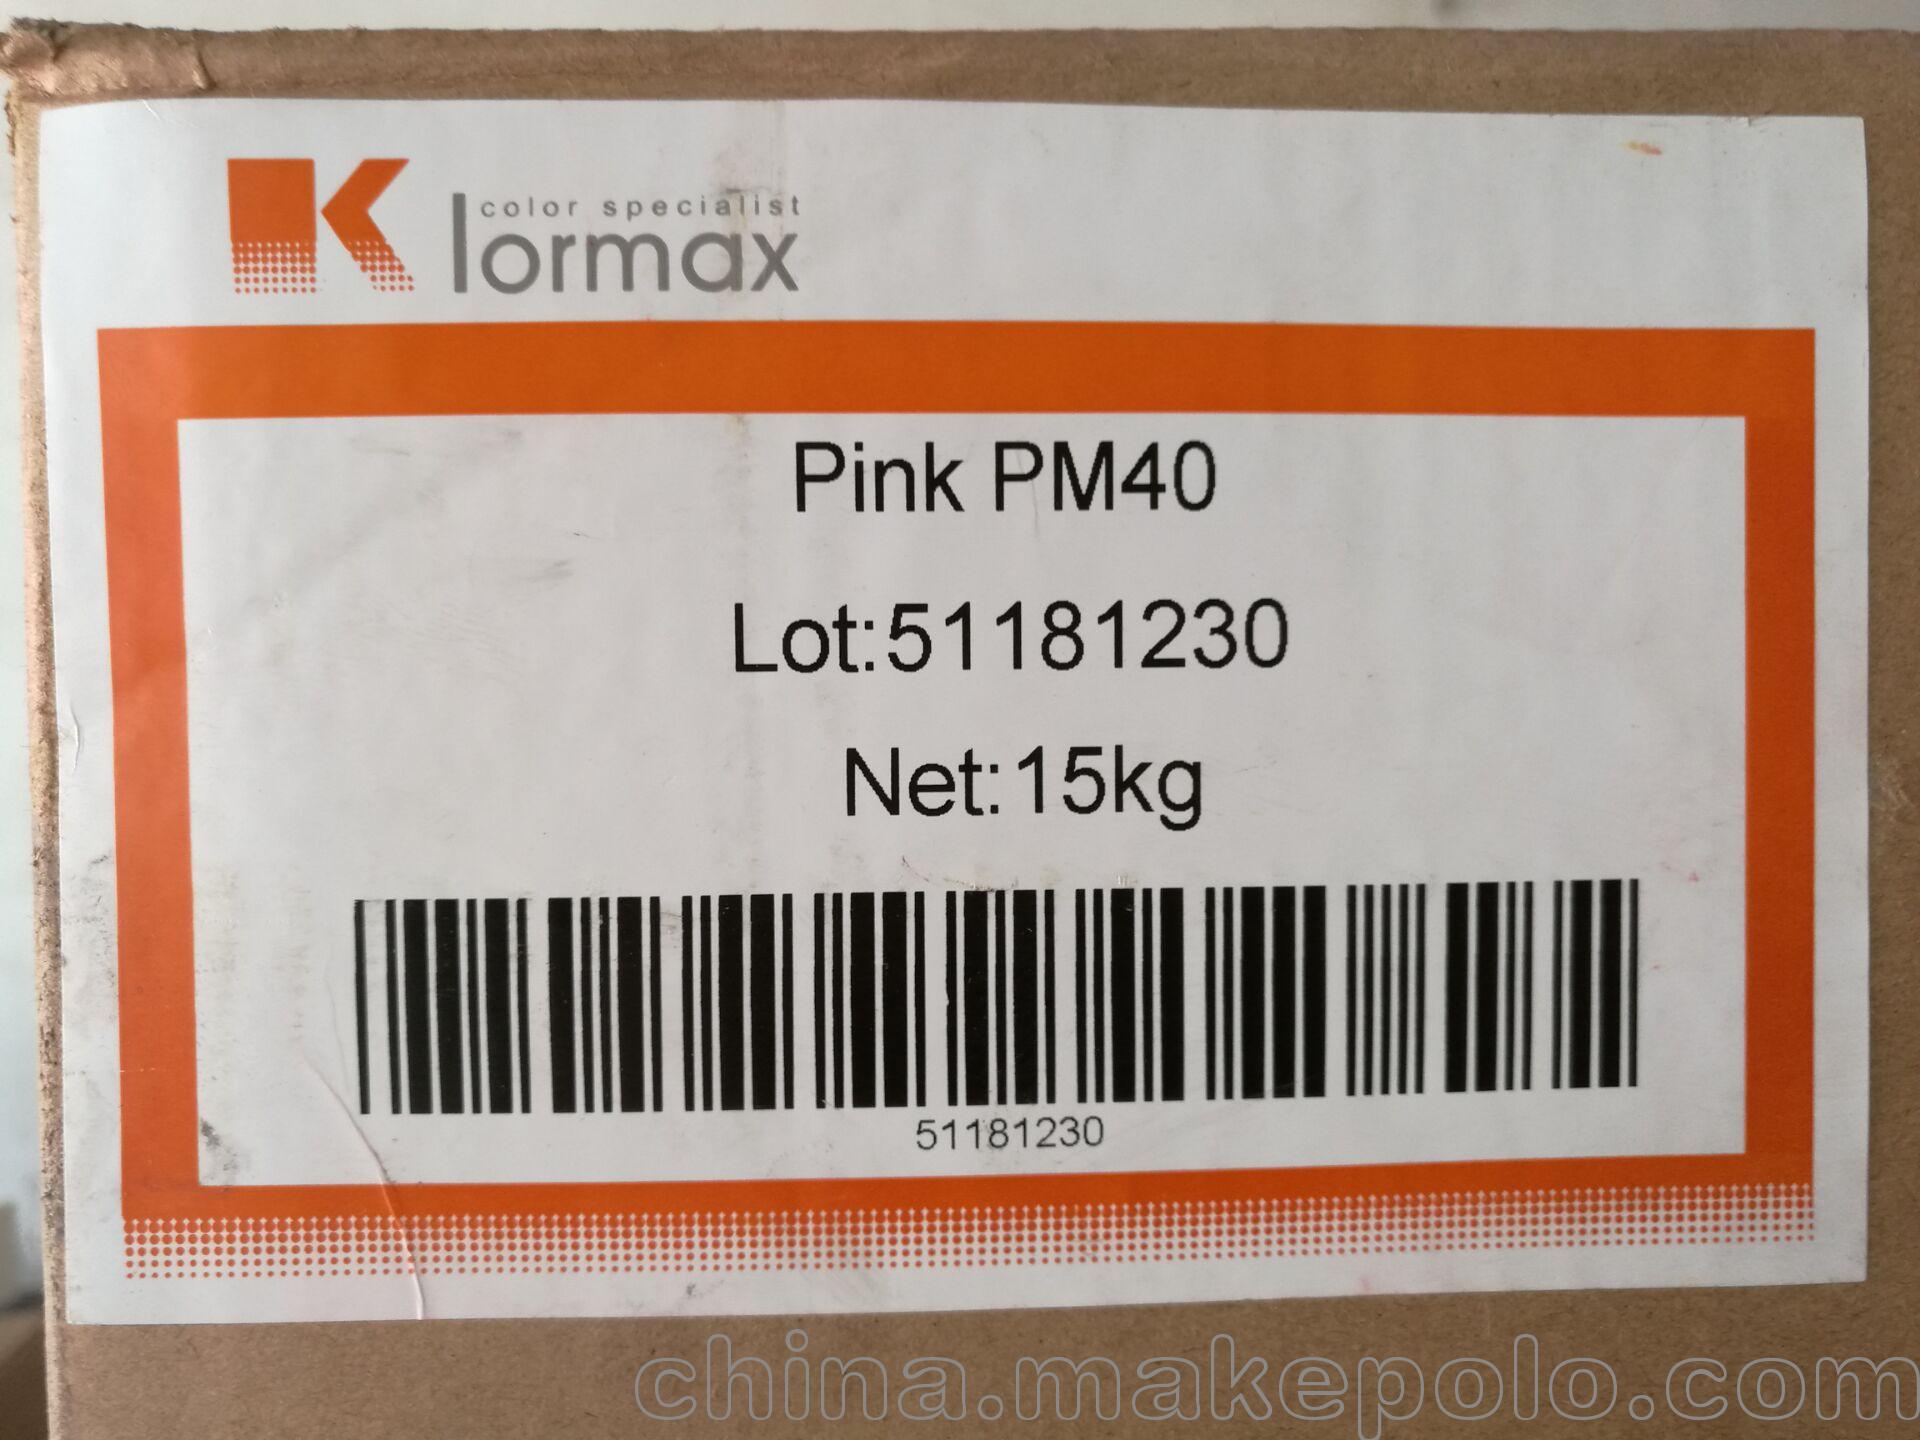 K
color specialist
lormax
Pink PM40
Lot:51181230
Net:15kg
51181230
china.makepolo.com